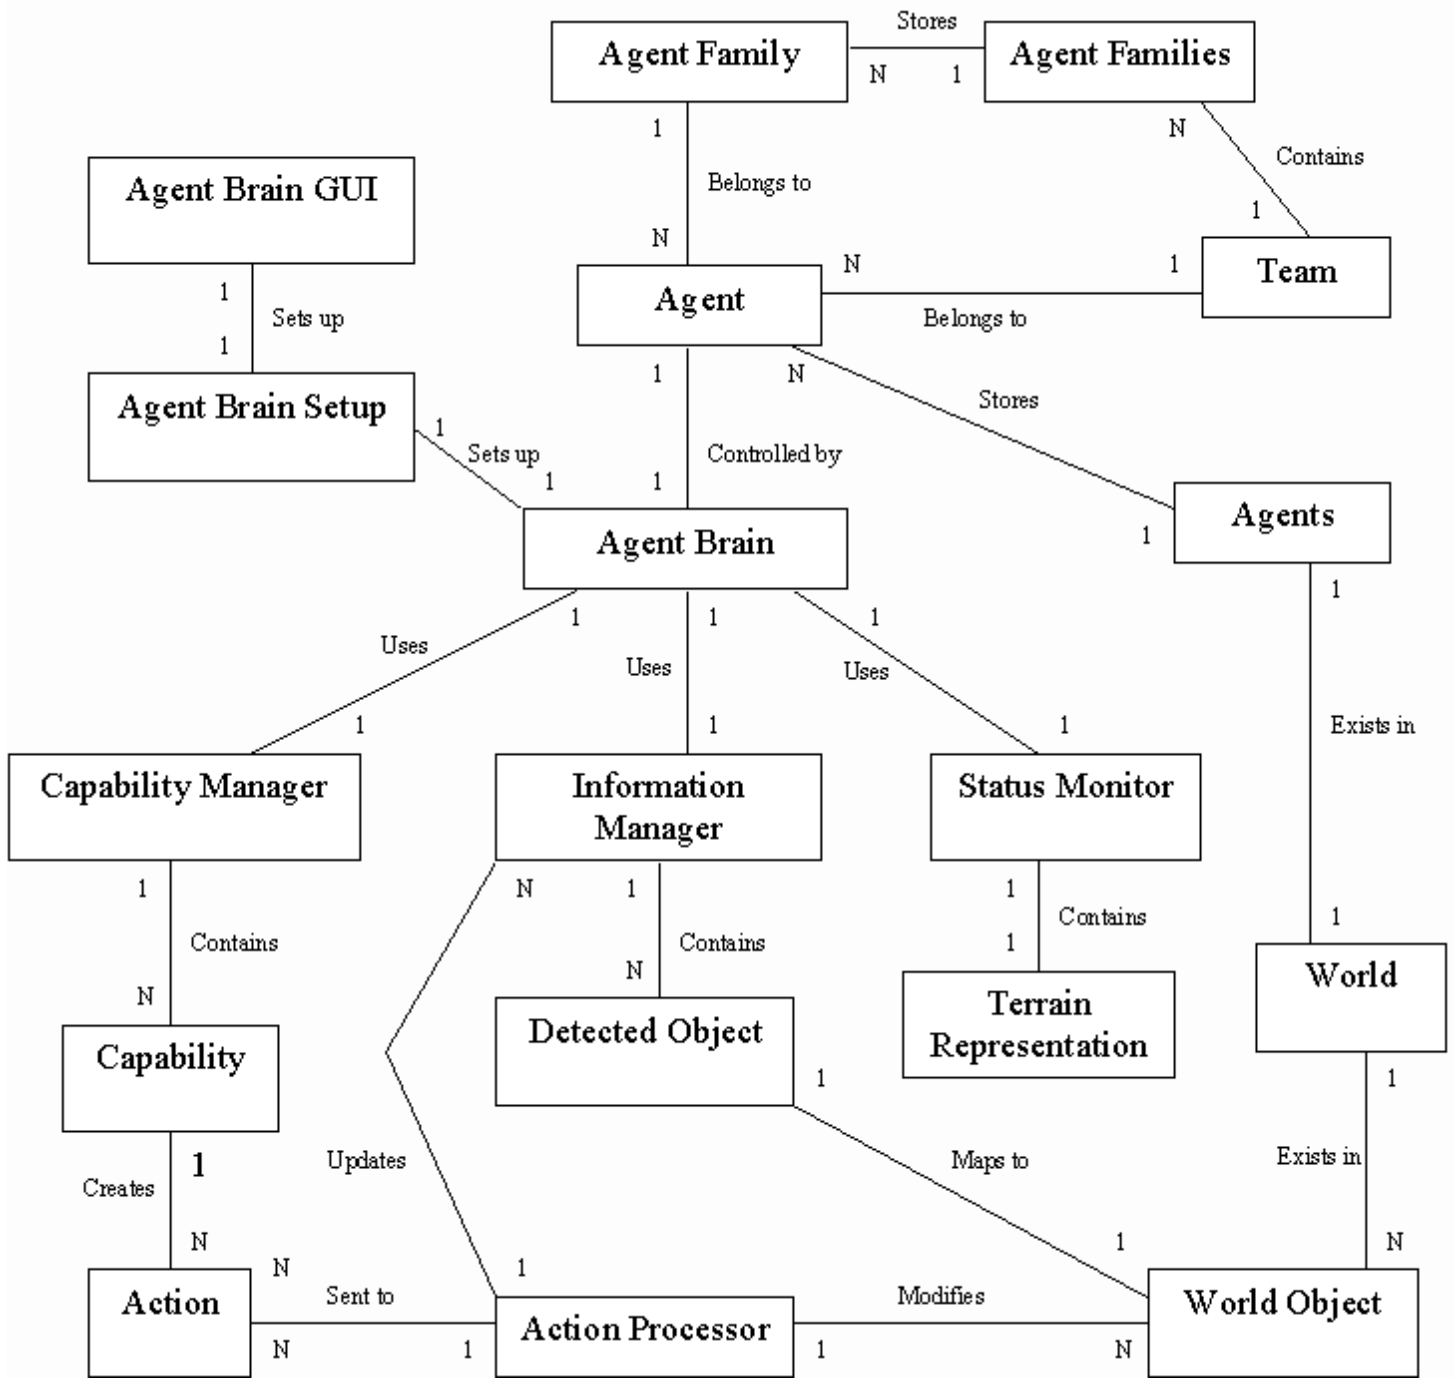 Stores
Agent Family
Agent Families
N
1
1
N
Contains
Agent Brain GUI
Belongs to
1
N
N
1
Team
1
Agent
Sets up
Belongs to
1
1
N
Agent Brain Setup
Stores
1
Sets up
Controlled by
1
1
Agents
1
Agent Brain
1
1
1
1
Uses
Uses
Uses
1
1
1
Exists in
Capability Manager
Information
Manager
Status Monitor
1
N
1
1
1
Contains
Contains
Contains
1
N
N
World
Terrain
Representation
Detected Object
Capability
1
1
1
Updates
Maps to
Exists in
Creates
N
1
1
N
N
Action
Sent to
Modifies
World Object
Action Processor
N
1
1
N